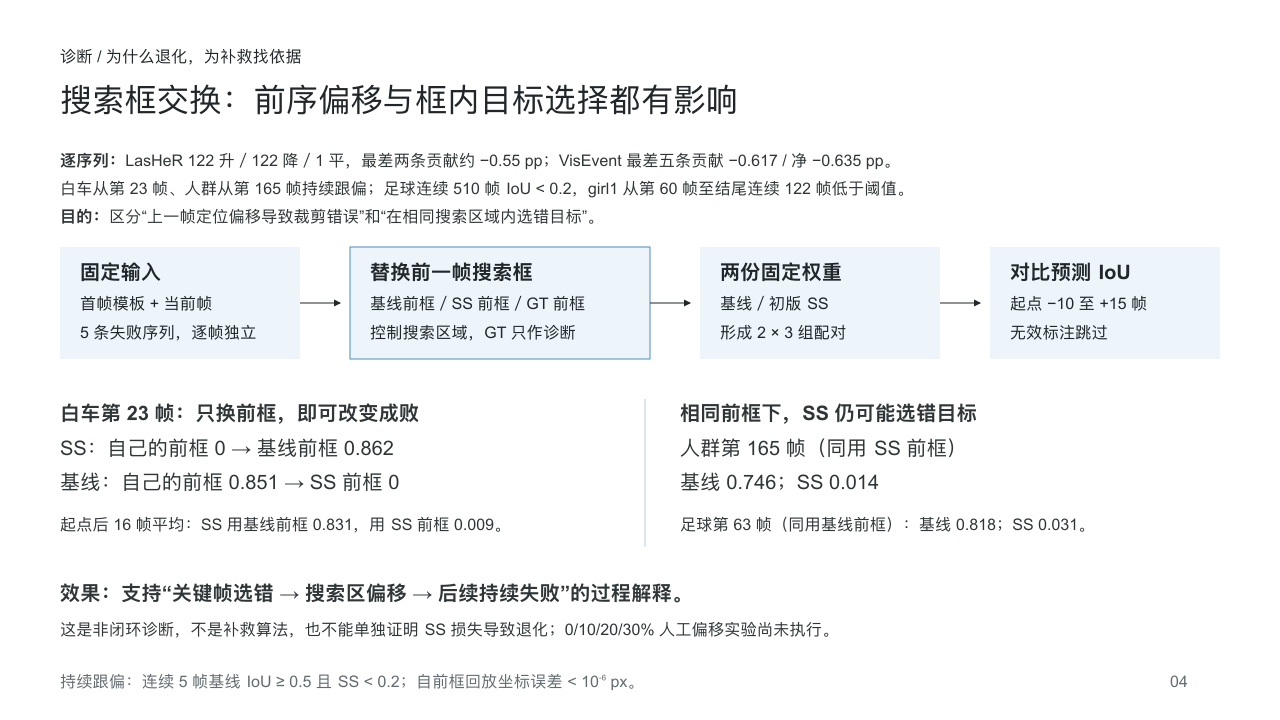 诊断 / 为什么退化，为补救找依据
搜索框交换：前序偏移与框内目标选择都有影响
逐序列：LasHeR 122 升 / 122 降 / 1 平，最差两条贡献约 −0.55 pp；VisEvent 最差五条贡献 −0.617 / 净 −0.635 pp。
白车从第 23 帧、人群从第 165 帧持续跟偏；足球连续 510 帧 IoU < 0.2，girl1 从第 60 帧至结尾连续 122 帧低于阈值。
目的：区分“上一帧定位偏移导致裁剪错误”和“在相同搜索区域内选错目标”。
固定输入
首帧模板 + 当前帧
5 条失败序列，逐帧独立
替换前一帧搜索框
基线前框 / SS 前框 / GT 前框
控制搜索区域，GT 只作诊断
两份固定权重
基线 / 初版 SS
形成 2 × 3 组配对
对比预测 IoU
起点 −10 至 +15 帧
无效标注跳过
白车第 23 帧：只换前框，即可改变成败
SS：自己的前框 0 → 基线前框 0.862
基线：自己的前框 0.851 → SS 前框 0
起点后 16 帧平均：SS 用基线前框 0.831，用 SS 前框 0.009。
相同前框下，SS 仍可能选错目标
人群第 165 帧（同用 SS 前框）
基线 0.746；SS 0.014
足球第 63 帧（同用基线前框）：基线 0.818；SS 0.031。
效果：支持“关键帧选错 → 搜索区偏移 → 后续持续失败”的过程解释。
这是非闭环诊断，不是补救算法，也不能单独证明 SS 损失导致退化；0/10/20/30% 人工偏移实验尚未执行。
持续跟偏：连续 5 帧基线 IoU ≥ 0.5 且 SS < 0.2；自前框回放坐标误差 < 10⁻⁶ px。
04